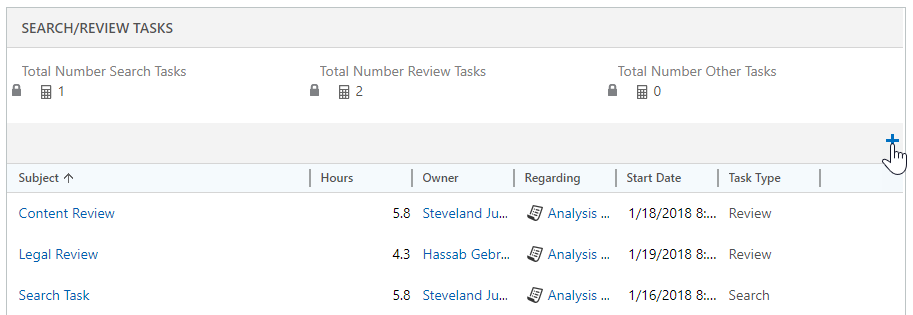 SEARCH/REVIEW TASKS
Total Number Search Tasks Total Number Review Tasks Total Number Other Tasks
1 2 0
Subject Hours Owner Regarding Start Date Task Type
Content Review 5.8 Steveland Ju... Analysis ... 1/18/2018 8:... Review
Legal Review 4.3 Hassab Gebr... Analysis ... 1/19/2018 8:... Review
Search Task 5.8 Steveland Ju... Analysis ... 1/16/2018 8:... Search